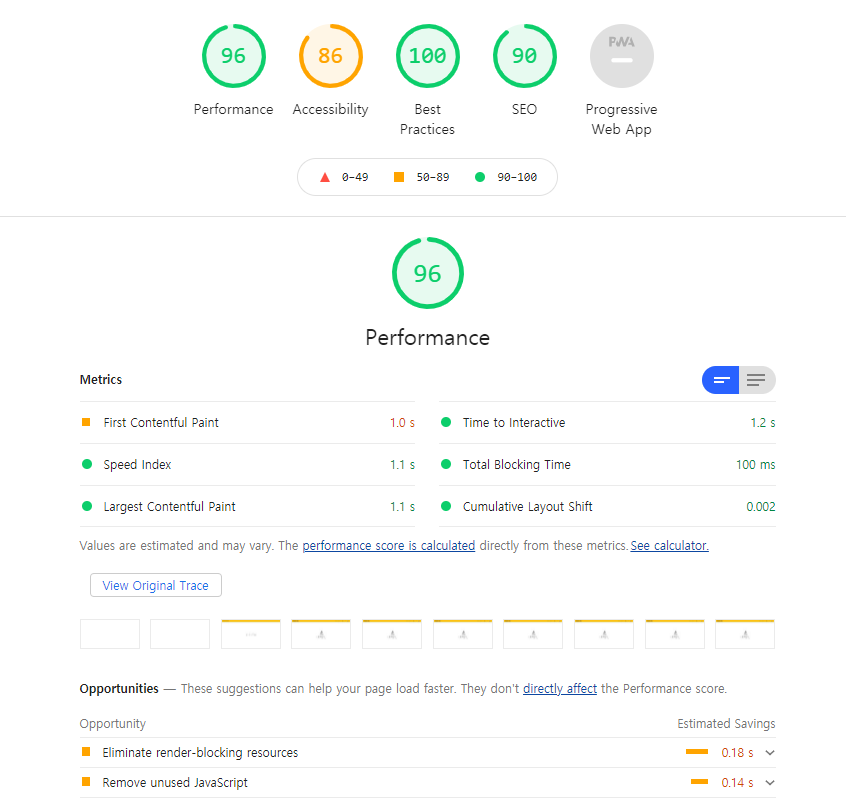 96 86 100 90 PWA
Performance Accessibility Best Practices SEO Progressive Web App
0–49 50–89 90–100
96
Performance
Metrics
First Contentful Paint 1.0 s
Time to Interactive 1.2 s
Speed Index 1.1 s
Total Blocking Time 100 ms
Largest Contentful Paint 1.1 s
Cumulative Layout Shift 0.002
Values are estimated and may vary. The performance score is calculated directly from these metrics. See calculator.
View Original Trace
Opportunities — These suggestions can help your page load faster. They don't directly affect the Performance score.
Opportunity Estimated Savings
Eliminate render-blocking resources 0.18 s
Remove unused JavaScript 0.14 s